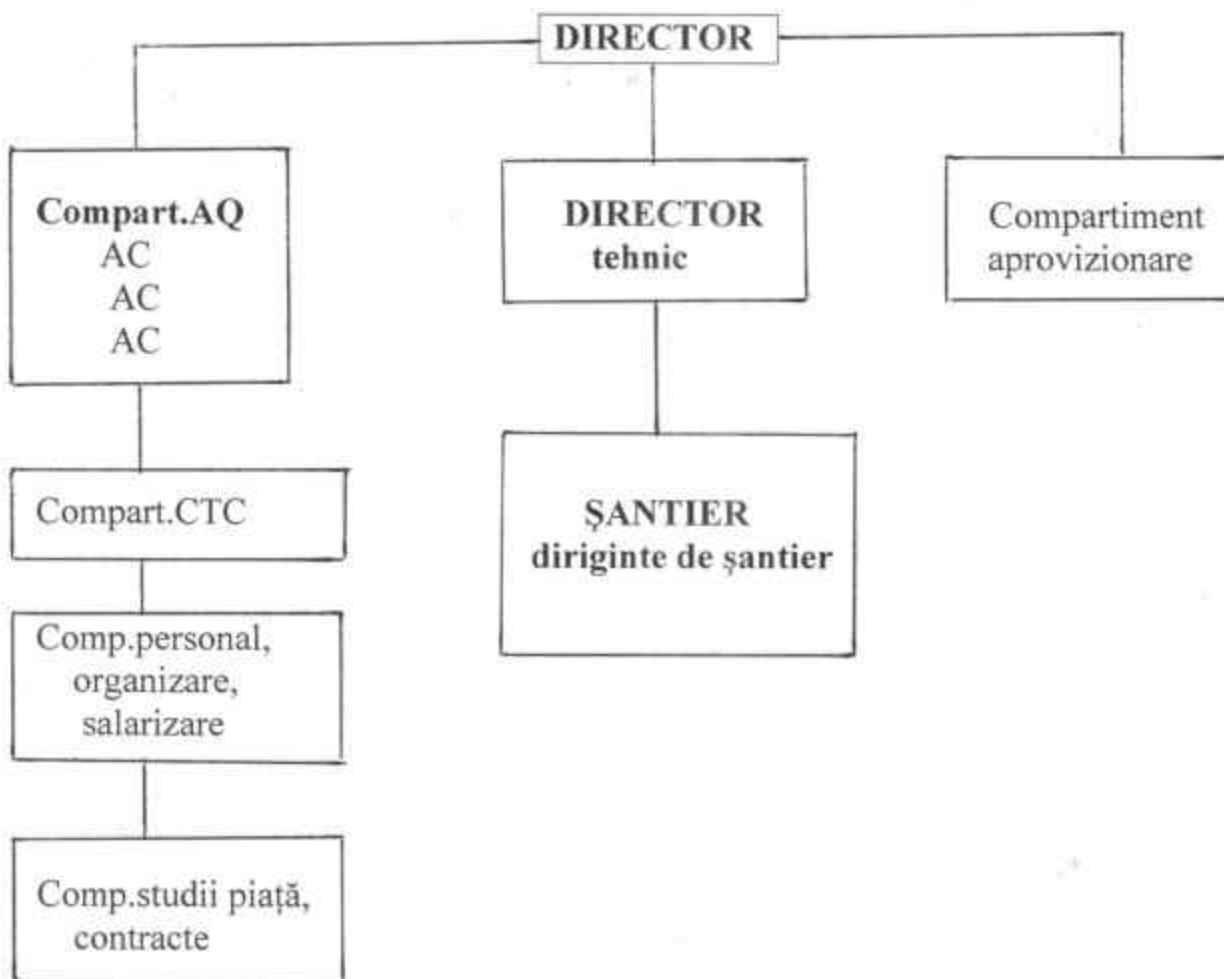 DIRECTOR
Compart.AQ
AC
AC
AC
DIRECTOR
tehnic
Compartiment
aprovizionare
Compart.CTC
ȘANTIER
diriginte de șantier
Comp.personal,
organizare,
salarizare
Comp.studii piață,
contracte